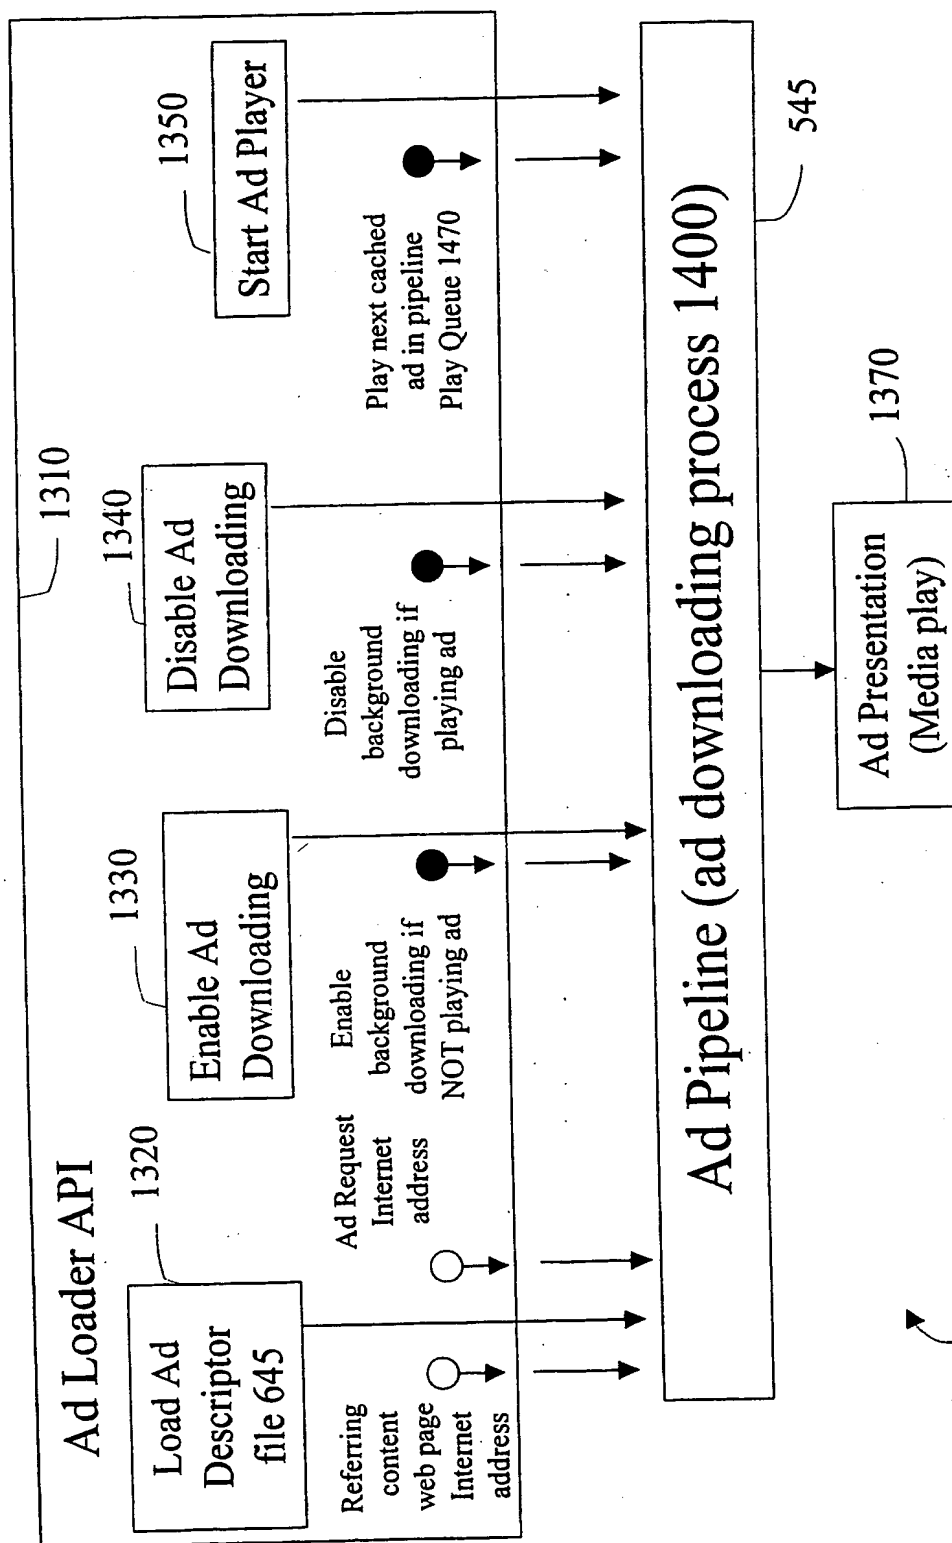 Ad Loader API
1310
1320
Load Ad
Descriptor
file 645
Referring
content
web page
Internet
address
Ad Request
Internet
address
1330
Enable Ad
Downloading
Enable
background
downloading if
NOT playing ad
1340
Disable Ad
Downloading
Disable
background
downloading if
playing ad
1350
Start Ad Player
Play next cached
ad in pipeline
Play Queue 1470
Ad Pipeline (ad downloading process 1400)
545
Ad Presentation
(Media play)
1370